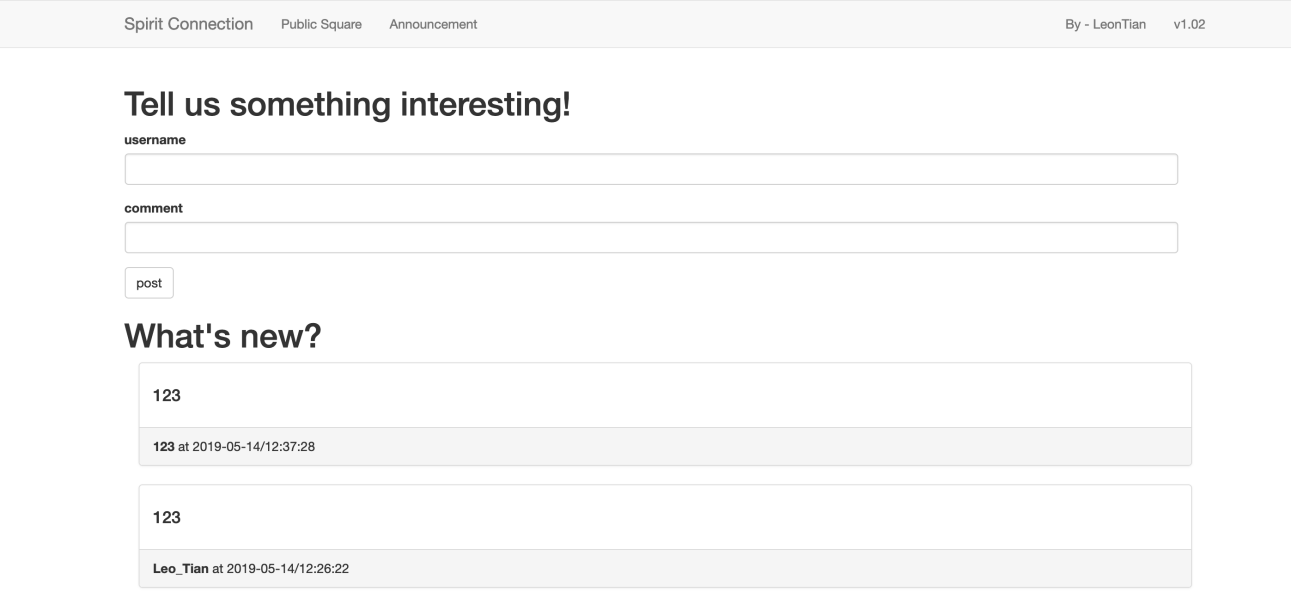 Spirit Connection Public Square Announcement By - LeonTian v1.02
Tell us something interesting!
username
comment
post
What's new?
123
123 at 2019-05-14/12:37:28
123
Leo_Tian at 2019-05-14/12:26:22